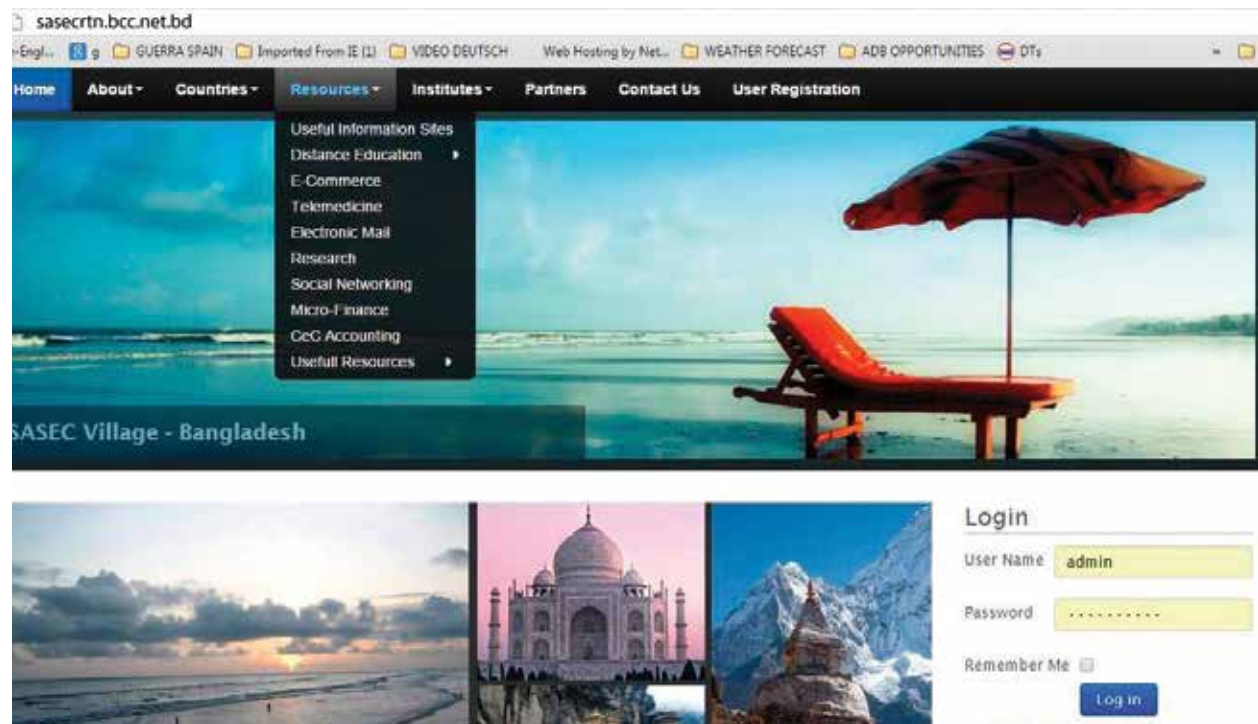 sasecrtn.bcc.net.bd
-Engl... g GUERRA SPAIN Imported From IE (1) VIDEO DEUTSCH Web Hosting by Net... WEATHER FORECAST ADB OPPORTUNITIES DTs »
Home About Countries Resources Institutes Partners Contact Us User Registration
Useful Information Sites
Distance Education
E-Commerce
Telemedicine
Electronic Mail
Research
Social Networking
Micro-Finance
CeC Accounting
Usefull Resources
SASEC Village - Bangladesh
Login
User Name admin
Password ..........
Remember Me
Log in